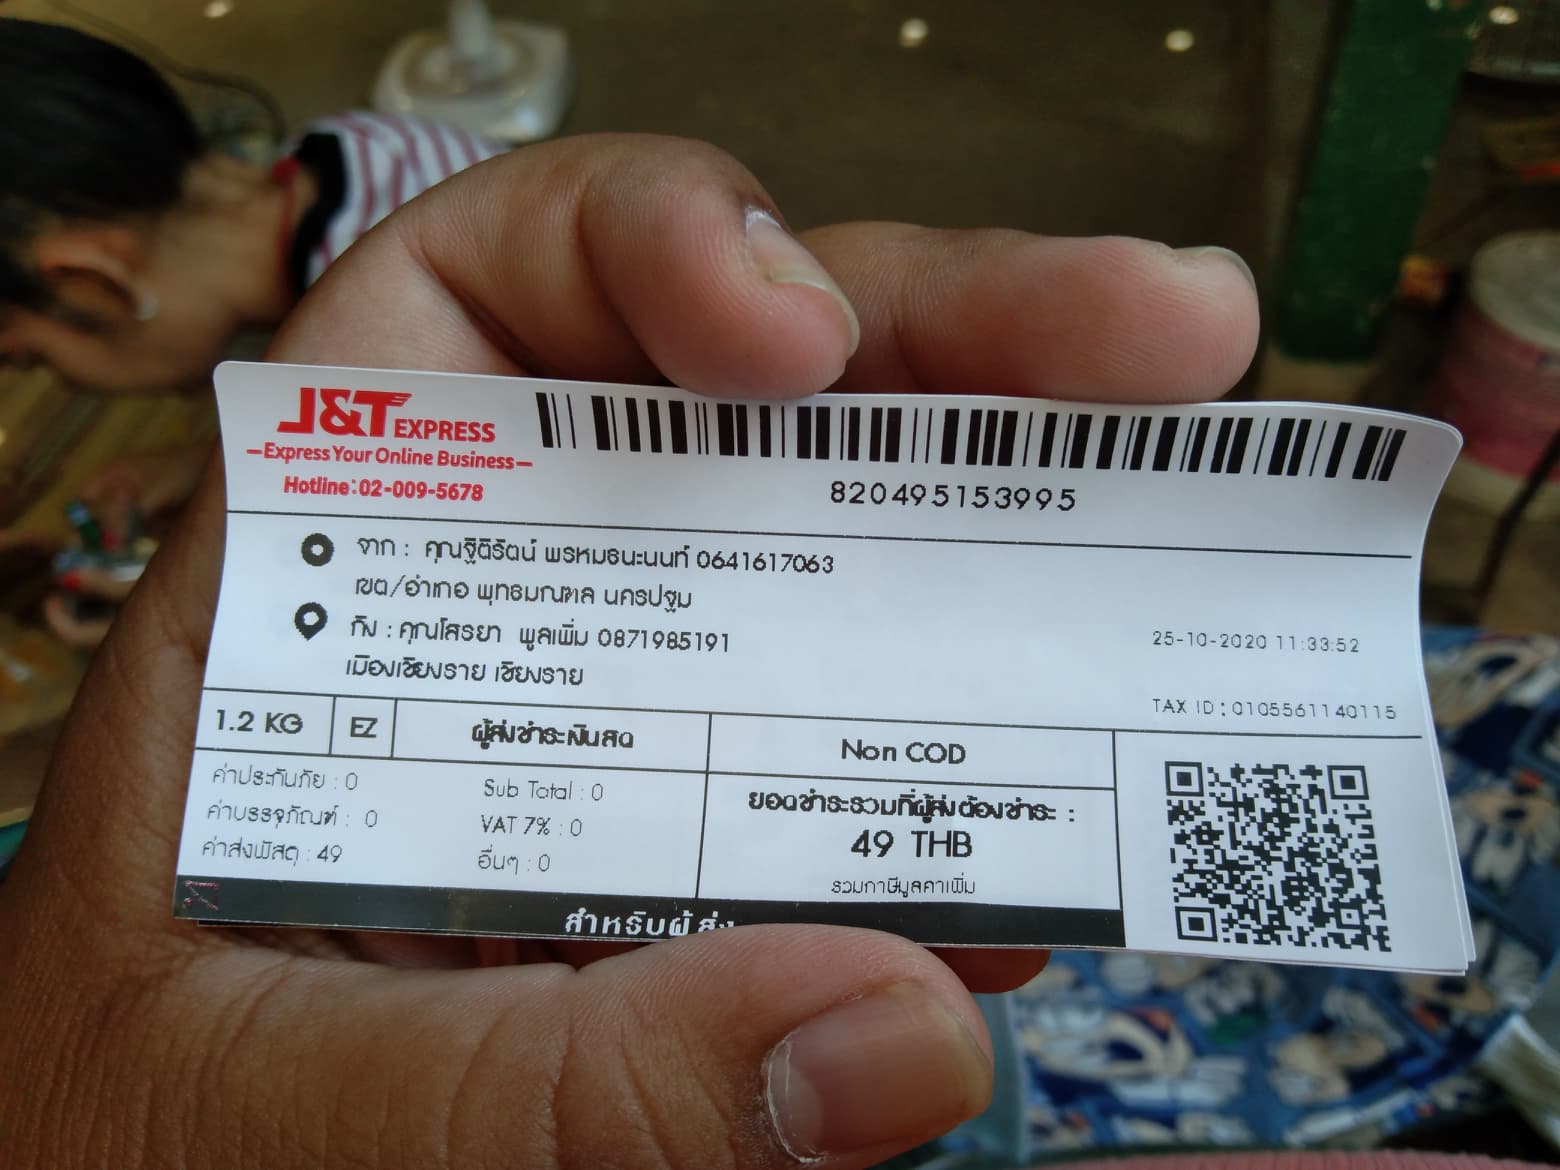 J&T EXPRESS
Express Your Online Business
Hotline:02-009-5678
820495153995
จาก : คุณฐิติรัตน์ พรหมธนะนนท์ 0641617063
เขต/อำเภอ พุทธมณฑล นครปฐม
ถึง : คุณโสรยา พูลเพิ่ม 0871985191
เมืองเชียงราย เชียงราย
25-10-2020 11:33:52
TAX ID : 0105561140115
1.2 KG
EZ
ผู้ส่งชำระเงินสด
Non COD
ค่าประกันภัย : 0
Sub Total : 0
ค่าบรรจุภัณฑ์ : 0
VAT 7% : 0
ค่าส่งพัสดุ : 49
อื่นๆ : 0
ยอดชำระรวมที่ผู้ส่งต้องชำระ :
49 THB
รวมภาษีมูลค่าเพิ่ม
สำหรับผู้ส่ง